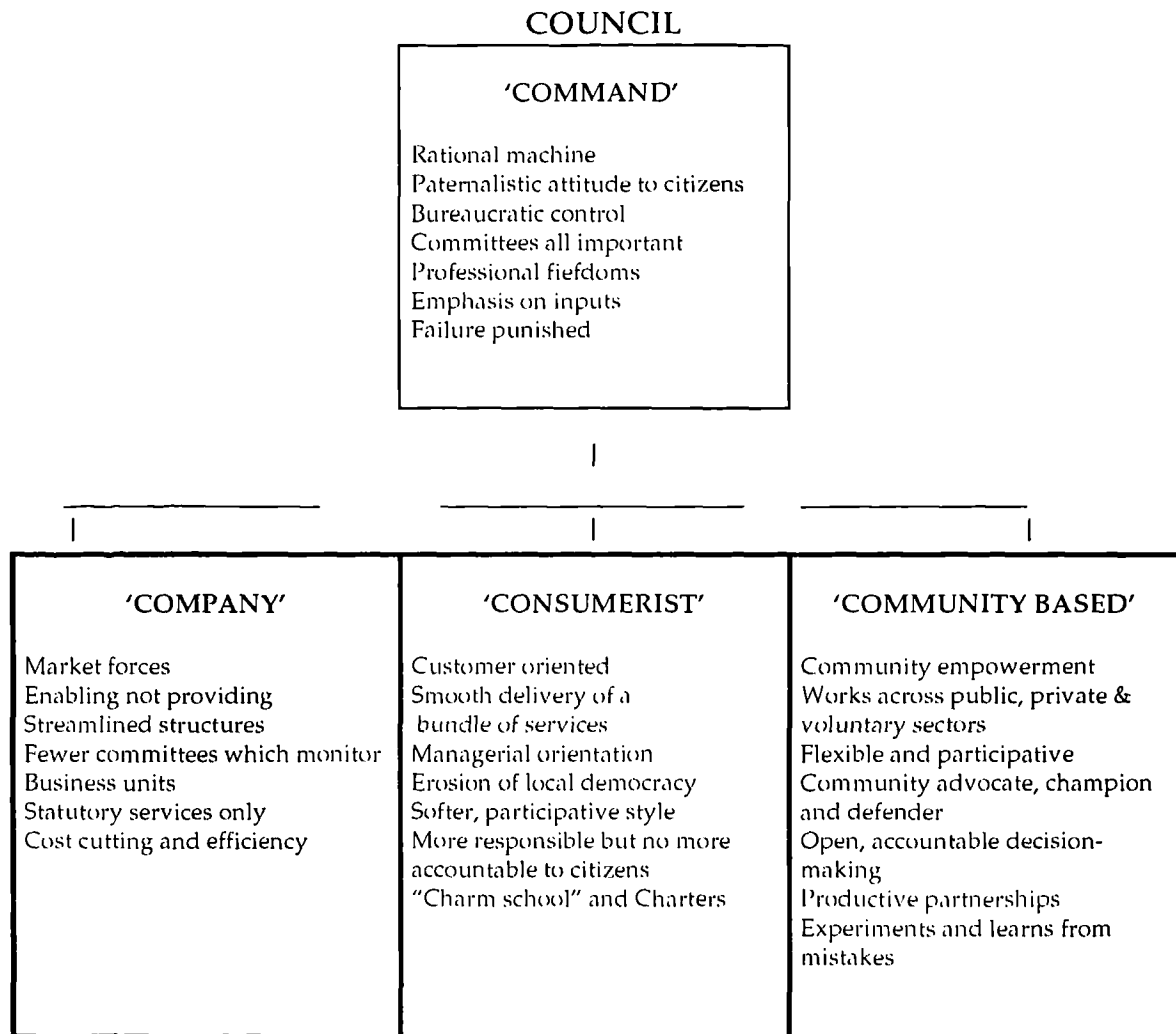 COUNCIL
'COMMAND'
Rational machine
Paternalistic attitude to citizens
Bureaucratic control
Committees all important
Professional fiefdoms
Emphasis on inputs
Failure punished
'COMPANY'
Market forces
Enabling not providing
Streamlined structures
Fewer committees which monitor
Business units
Statutory services only
Cost cutting and efficiency
'CONSUMERIST'
Customer oriented
Smooth delivery of a
bundle of services
Managerial orientation
Erosion of local democracy
Softer, participative style
More responsible but no more
accountable to citizens
"Charm school" and Charters
'COMMUNITY BASED'
Community empowerment
Works across public, private &
voluntary sectors
Flexible and participative
Community advocate, champion
and defender
Open, accountable decision-
making
Productive partnerships
Experiments and learns from
mistakes